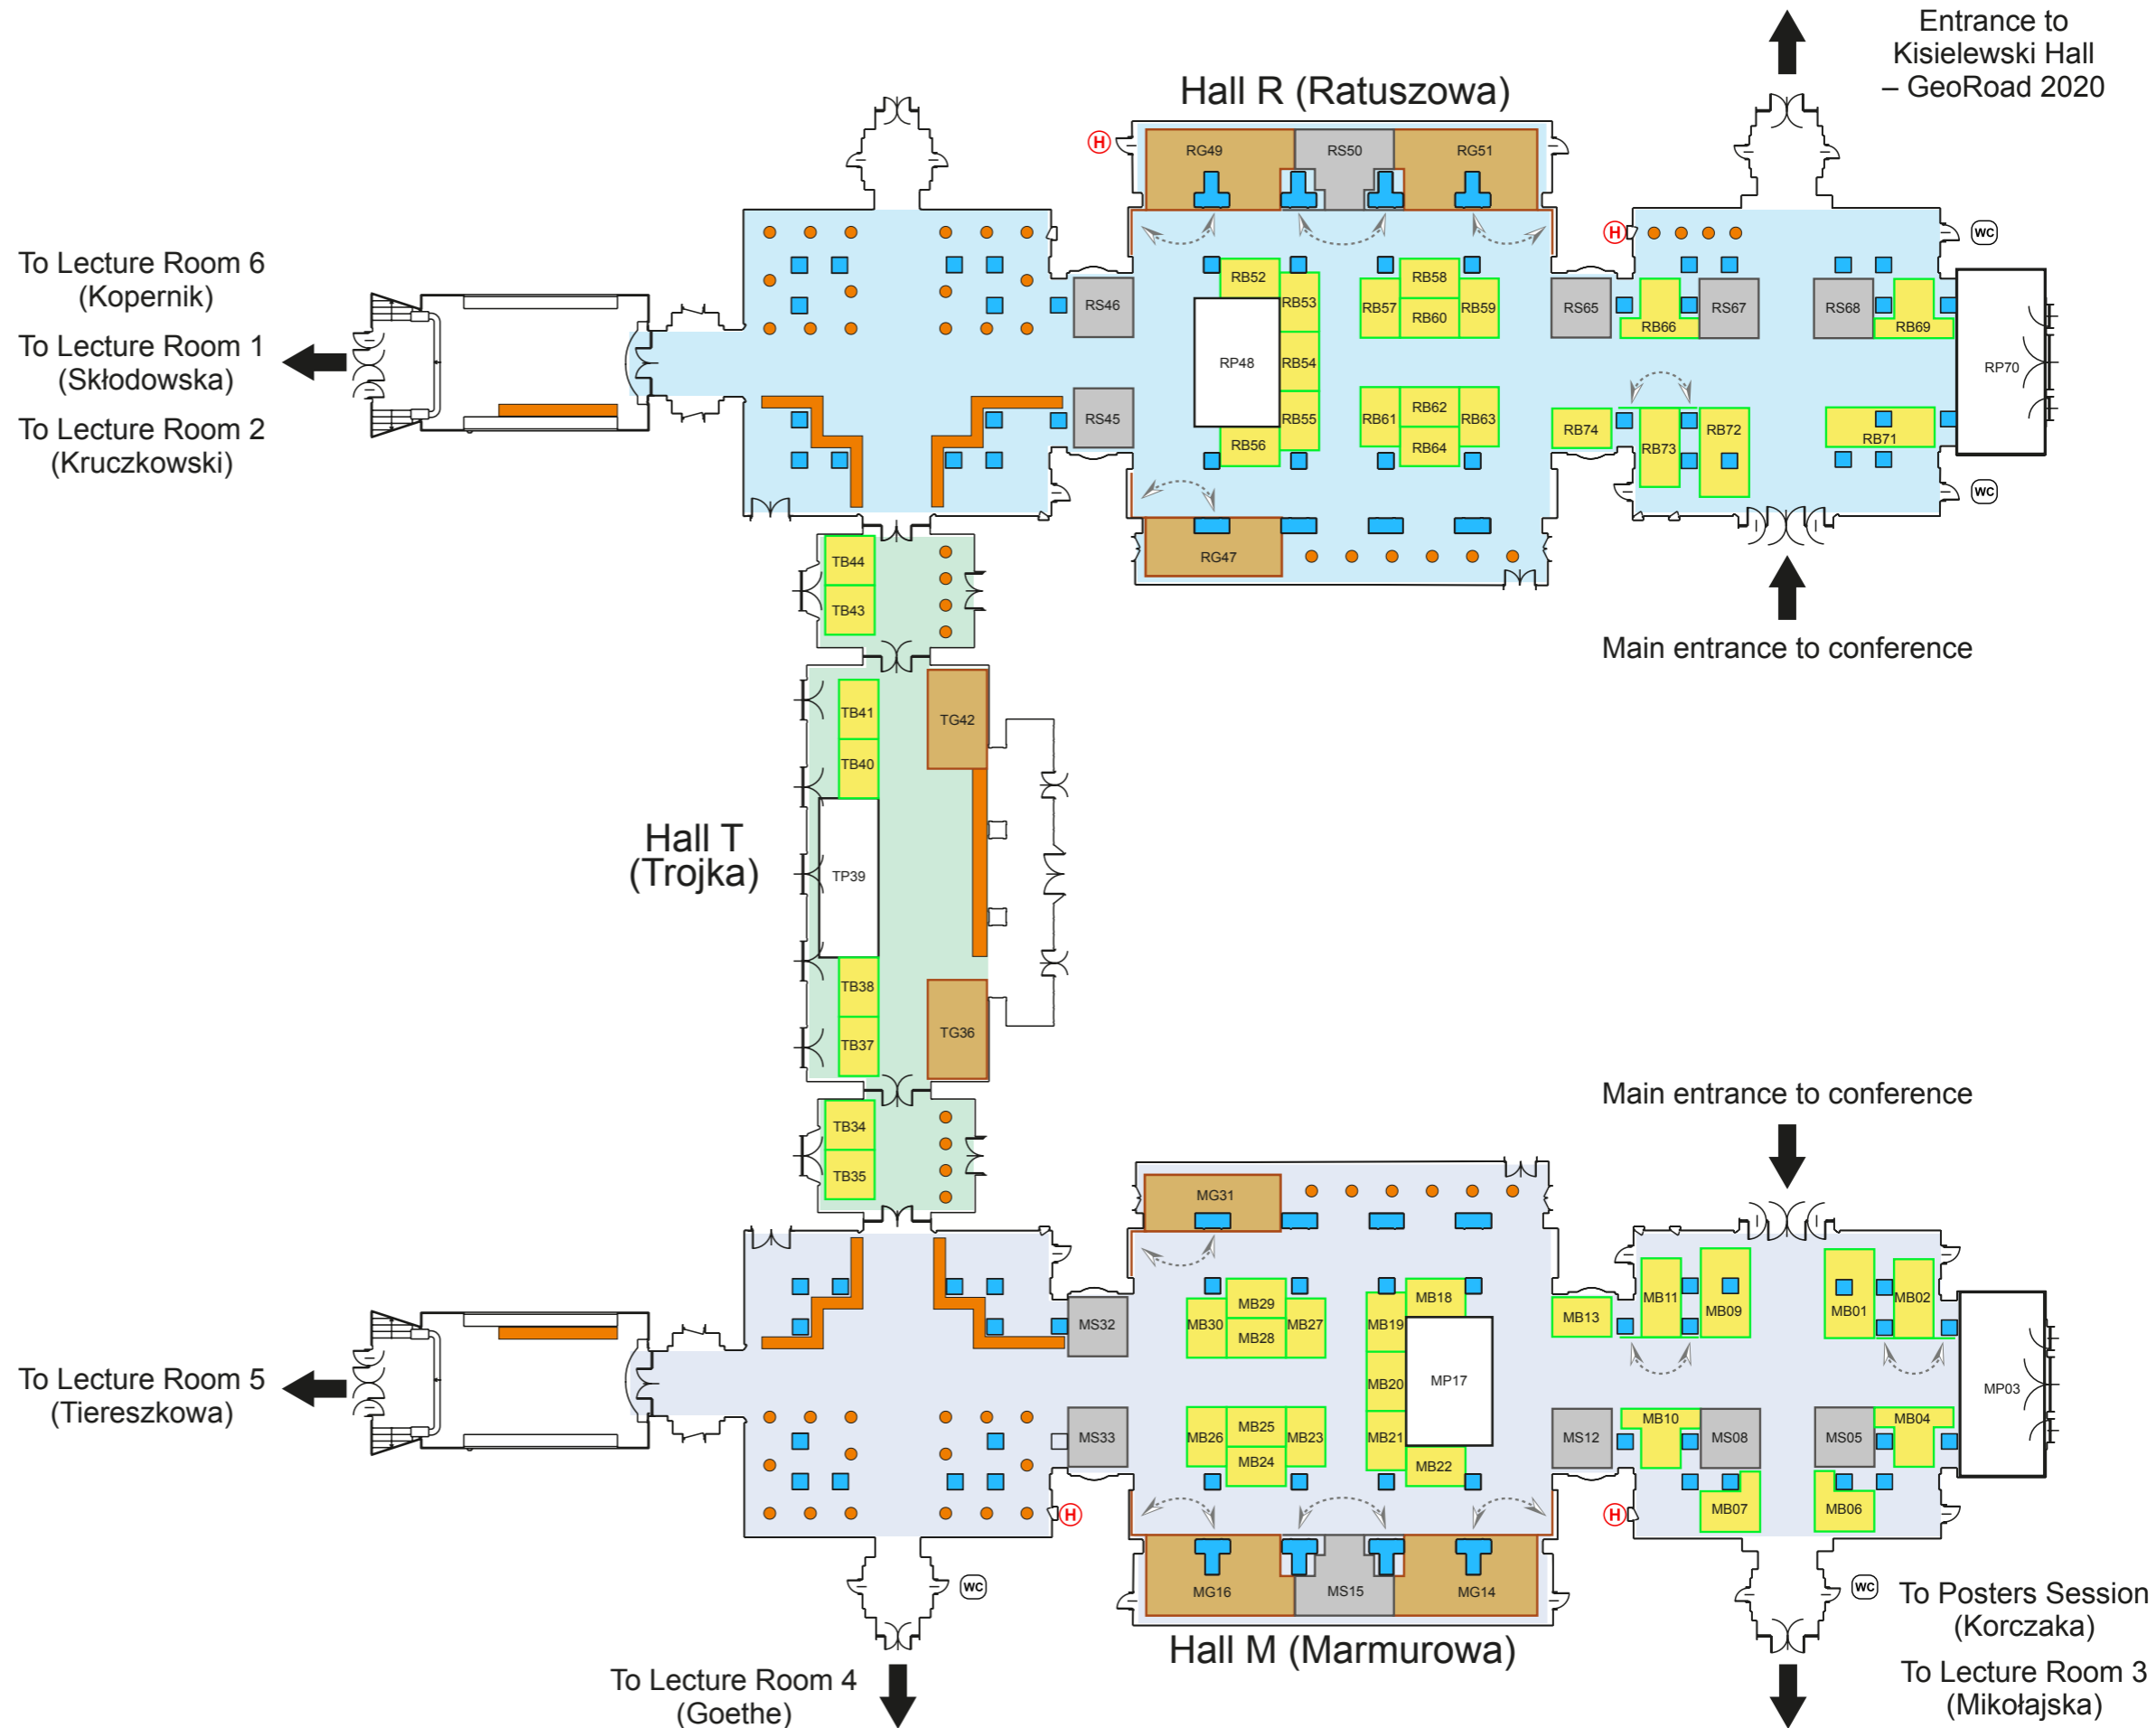 Entrance to
Kisielewski Hall
– GeoRoad 2020
Hall R (Ratuszowa)
H
RG49
RS50
RG51
H
WC
To Lecture Room 6
(Kopernik)
To Lecture Room 1
(Skłodowska)
To Lecture Room 2
(Kruczkowski)
RS46
RB52
RB53
RB57
RB58
RB59
RB60
RS65
RB66
RS67
RS68
RB69
RP48
RB54
RP70
RS45
RB55
RB56
RB61
RB62
RB63
RB64
RB74
RB73
RB72
RB71
WC
RG47
TB44
TB43
Main entrance to conference
TB41
TG42
TB40
Hall T
(Trojka)
TP39
TB38
TB37
TG36
TB34
TB35
Main entrance to conference
MG31
MS32
MB30
MB29
MB28
MB27
MB19
MB18
MB13
MB11
MB09
MB01
MB02
To Lecture Room 5
(Tiereszkowa)
MB20
MP17
MP03
MS33
MB26
MB25
MB24
MB23
MB21
MB22
MS12
MB10
MS08
MS05
MB04
H
H
MB07
MB06
WC
MG16
MS15
MG14
WC
To Posters Session
(Korczaka)
Hall M (Marmurowa)
To Lecture Room 4
(Goethe)
To Lecture Room 3
(Mikołajska)